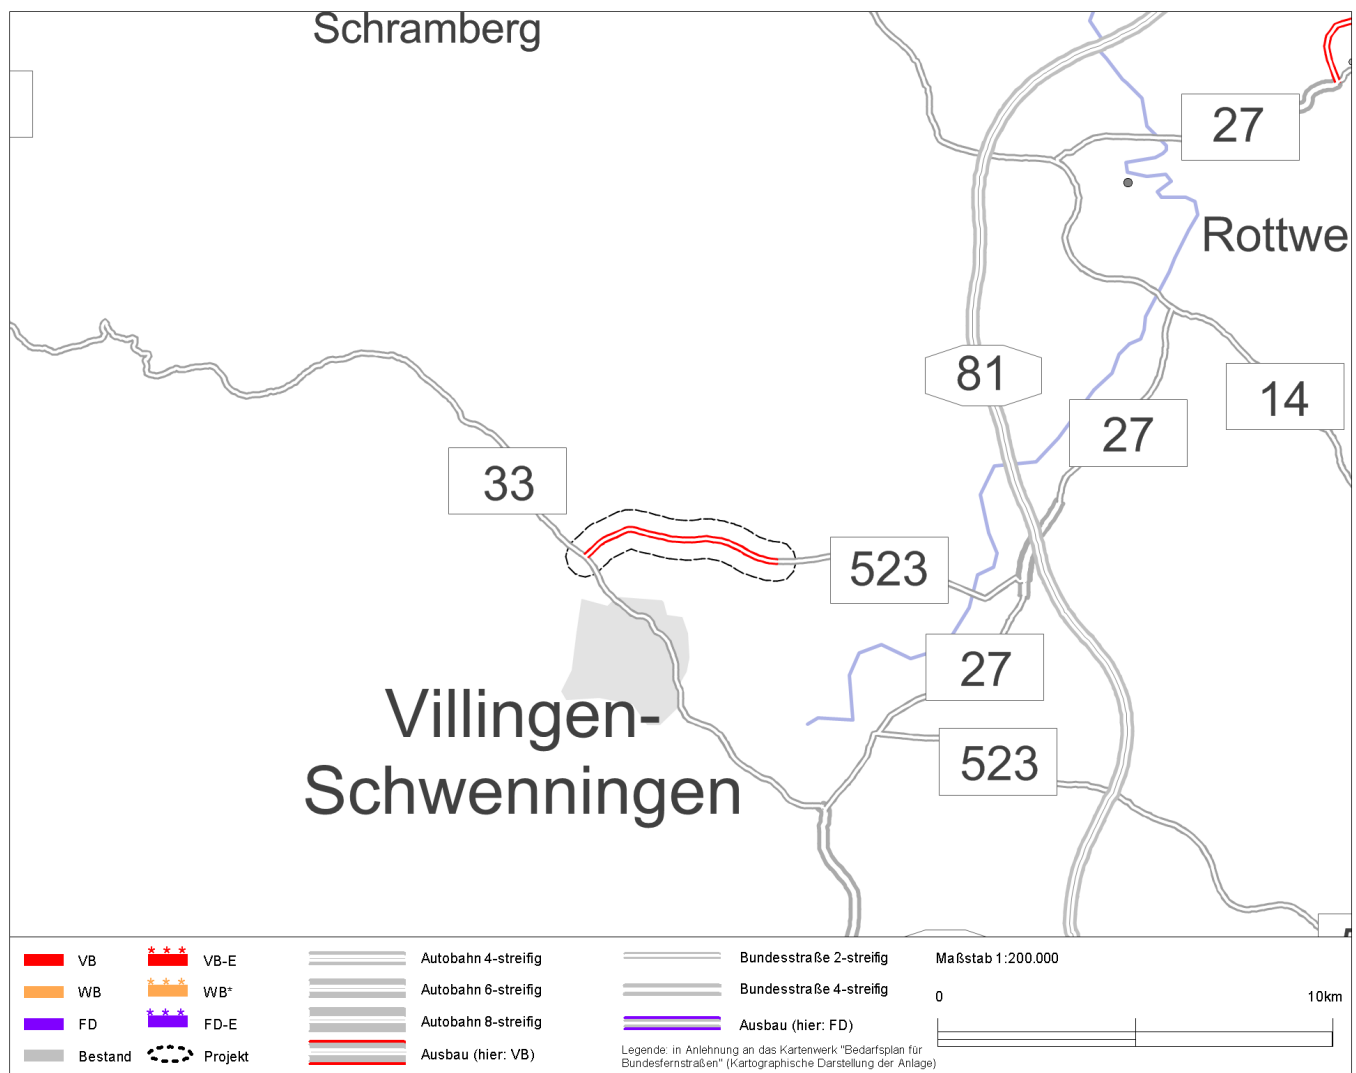 Schramberg
27
Rottwe
81
14
27
33
523
27
Villingen-
523
Schwenningen
VB
VB-E
Autobahn 4-streifig
Bundesstraße 2-streifig
Maßstab 1:200.000
WB
WB*
Autobahn 6-streifig
Bundesstraße 4-streifig
0
10km
FD
FD-E
Autobahn 8-streifig
Ausbau (hier: FD)
Bestand
Projekt
Ausbau (hier: VB)
Legende: in Anlehnung an das Kartenwerk "Bedarfsplan für
Bundesfernstraßen" (Kartographische Darstellung der Anlage)